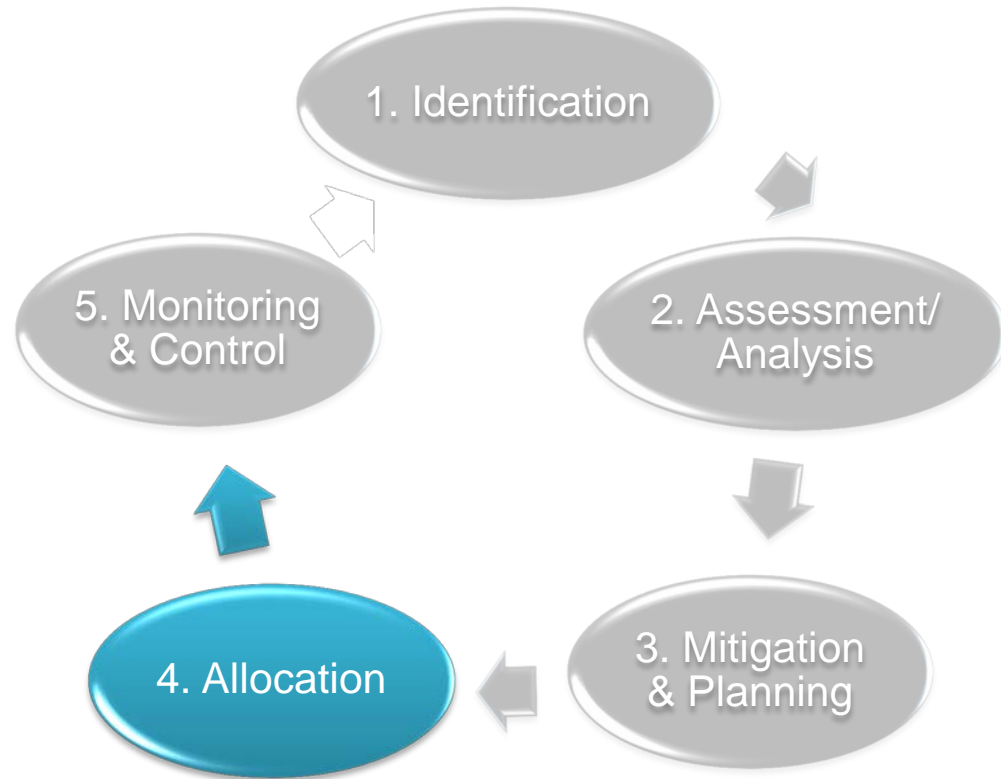 1. Identification
2. Assessment/
Analysis
3. Mitigation
& Planning
4. Allocation
5. Monitoring
& Control